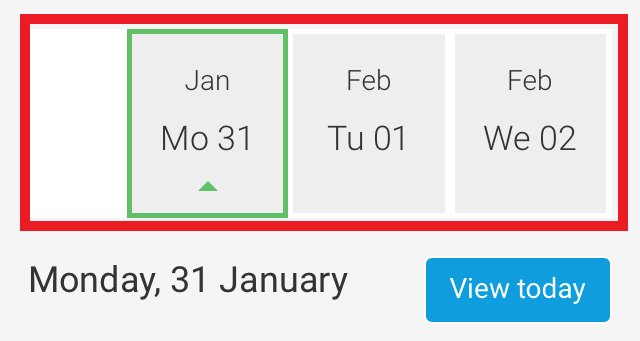 Jan Feb Feb
Mo 31 Tu 01 We 02
Monday, 31 January View today